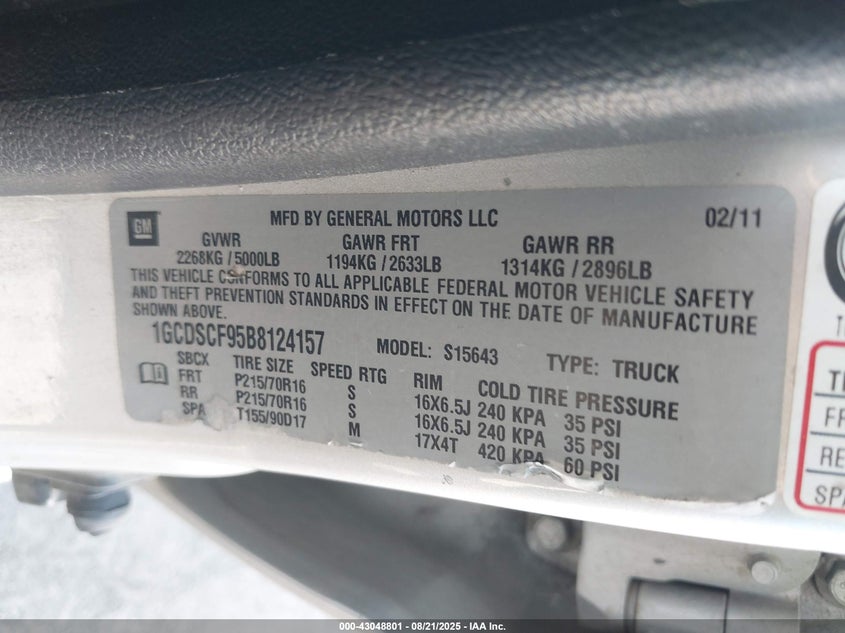 GM
MFD BY GENERAL MOTORS LLC 02/11
GVWR GAWR FRT GAWR RR
2268KG / 5000LB 1194KG / 2633LB 1314KG / 2896LB
THIS VEHICLE CONFORMS TO ALL APPLICABLE FEDERAL MOTOR VEHICLE SAFETY
AND THEFT PREVENTION STANDARDS IN EFFECT ON THE DATE OF MANUFACTURE
SHOWN ABOVE.
1GCDSCF95B8124157 MODEL: S15643 TYPE: TRUCK
SBCX TIRE SIZE SPEED RTG RIM COLD TIRE PRESSURE
FRT P215/70R16 S 16X6.5J 240 KPA 35 PSI
RR P215/70R16 S 16X6.5J 240 KPA 35 PSI
SPA T155/90D17 M 17X4T 420 KPA 60 PSI
FR
RE
SPA
000-43048801 - 08/21/2025 - IAA Inc.